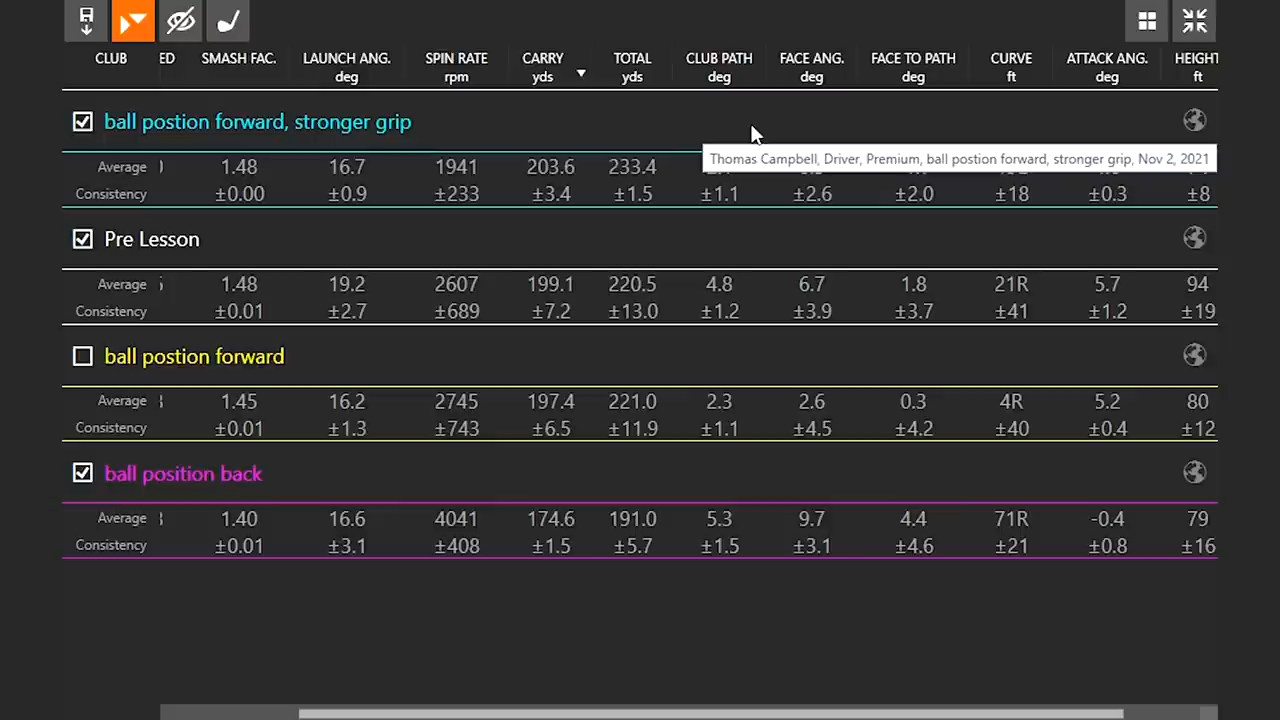 CLUB ED SMASH FAC. LAUNCH ANG. SPIN RATE CARRY TOTAL CLUB PATH FACE ANG. FACE TO PATH CURVE ATTACK ANG. HEIGHT
deg rpm yds yds deg deg deg ft deg ft
ball postion forward, stronger grip
Thomas Campbell, Driver, Premium, ball postion forward, stronger grip, Nov 2, 2021
Average 1.48 16.7 1941 203.6 233.4
Consistency ±0.00 ±0.9 ±233 ±3.4 ±1.5 ±1.1 ±2.6 ±2.0 ±18 ±0.3 ±8
Pre Lesson
Average 1.48 19.2 2607 199.1 220.5 4.8 6.7 1.8 21R 5.7 94
Consistency ±0.01 ±2.7 ±689 ±7.2 ±13.0 ±1.2 ±3.9 ±3.7 ±41 ±1.2 ±19
ball postion forward
Average 1.45 16.2 2745 197.4 221.0 2.3 2.6 0.3 4R 5.2 80
Consistency ±0.01 ±1.3 ±743 ±6.5 ±11.9 ±1.1 ±4.5 ±4.2 ±40 ±0.4 ±12
ball position back
Average 1.40 16.6 4041 174.6 191.0 5.3 9.7 4.4 71R -0.4 79
Consistency ±0.01 ±3.1 ±408 ±1.5 ±5.7 ±1.5 ±3.1 ±4.6 ±21 ±0.8 ±16